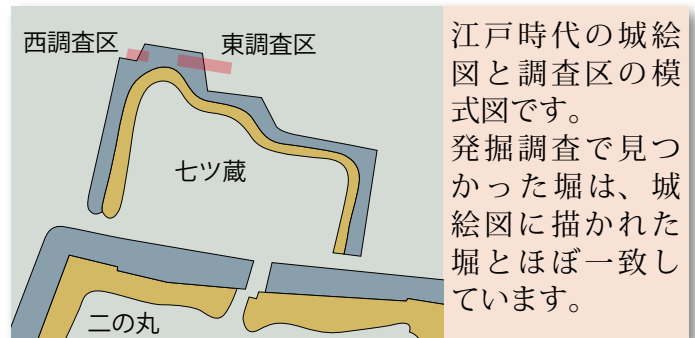 西調査区
東調査区
七ツ蔵
二の丸
江戸時代の城絵
図と調査区の模
式図です。
発掘調査で見つ
かった堀は、城
絵図に描かれた
堀とほぼ一致し
ています。